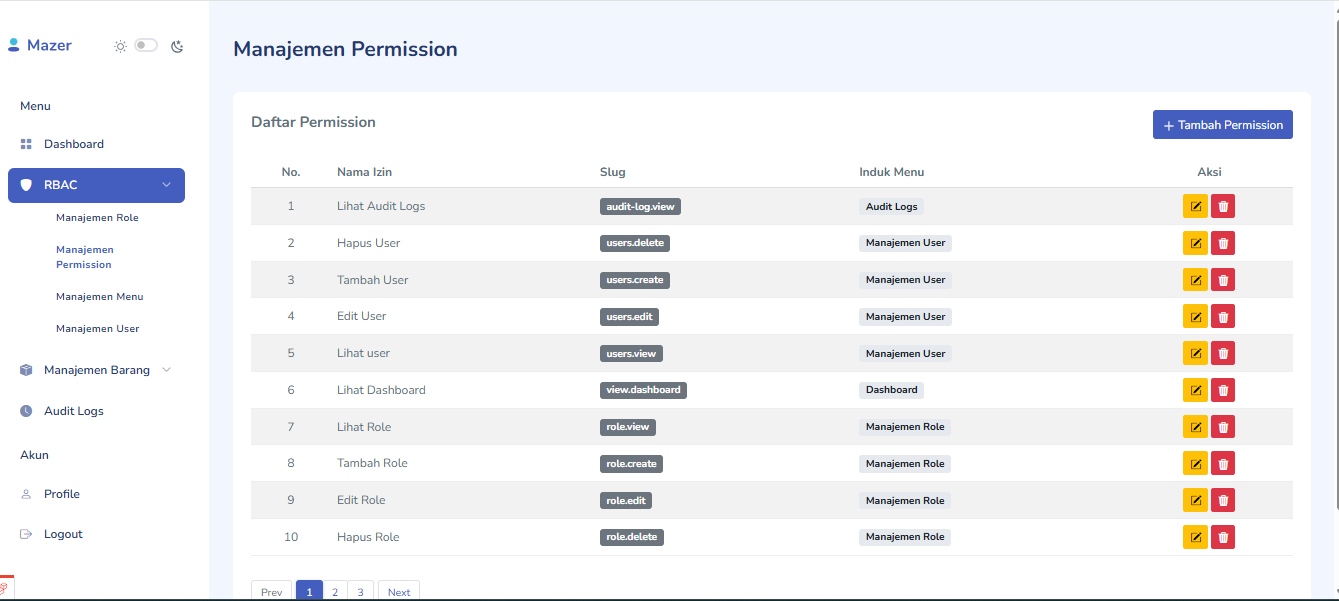 Mazer
Menu
Dashboard
RBAC
Manajemen Role
Manajemen
Permission
Manajemen Menu
Manajemen User
Manajemen Barang
Audit Logs
Akun
Profile
Logout
Manajemen Permission
Daftar Permission
+ Tambah Permission
No. Nama Izin Slug Induk Menu Aksi
1 Lihat Audit Logs audit-log.view Audit Logs
2 Hapus User users.delete Manajemen User
3 Tambah User users.create Manajemen User
4 Edit User users.edit Manajemen User
5 Lihat user users.view Manajemen User
6 Lihat Dashboard view.dashboard Dashboard
7 Lihat Role role.view Manajemen Role
8 Tambah Role role.create Manajemen Role
9 Edit Role role.edit Manajemen Role
10 Hapus Role role.delete Manajemen Role
Prev 1 2 3 Next